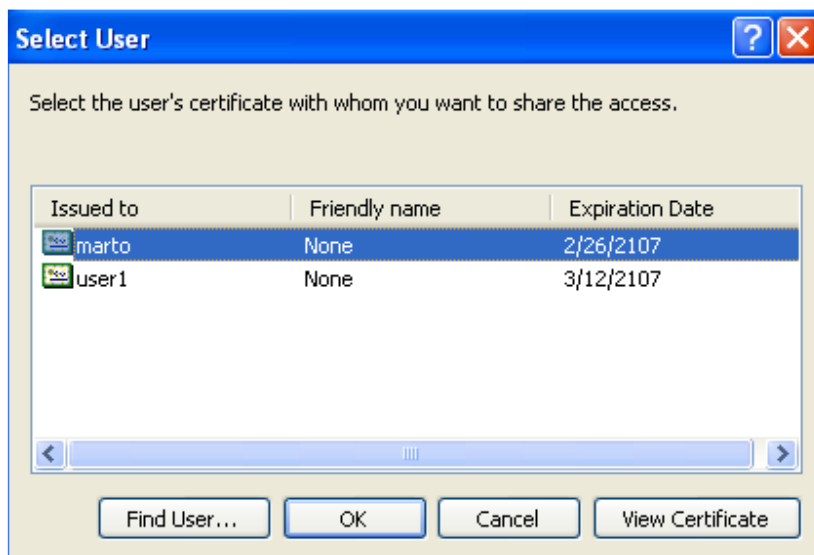 Select User
Select the user's certificate with whom you want to share the access.
Issued to Friendly name Expiration Date
marto None 2/26/2107
user1 None 3/12/2107
Find User... OK Cancel View Certificate